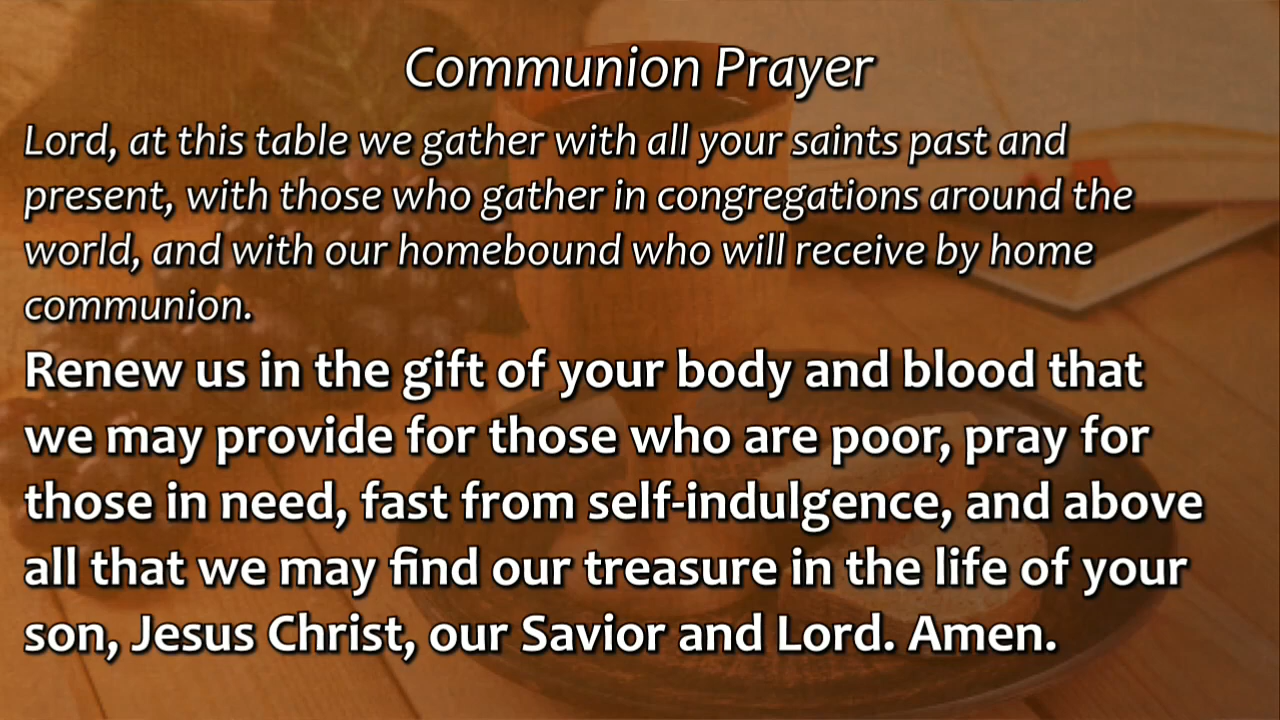 Communion Prayer
Lord, at this table we gather with all your saints past and
present, with those who gather in congregations around the
world, and with our homebound who will receive by home
communion.
Renew us in the gift of your body and blood that
we may provide for those who are poor, pray for
those in need, fast from self-indulgence, and above
all that we may find our treasure in the life of your
son, Jesus Christ, our Savior and Lord. Amen.